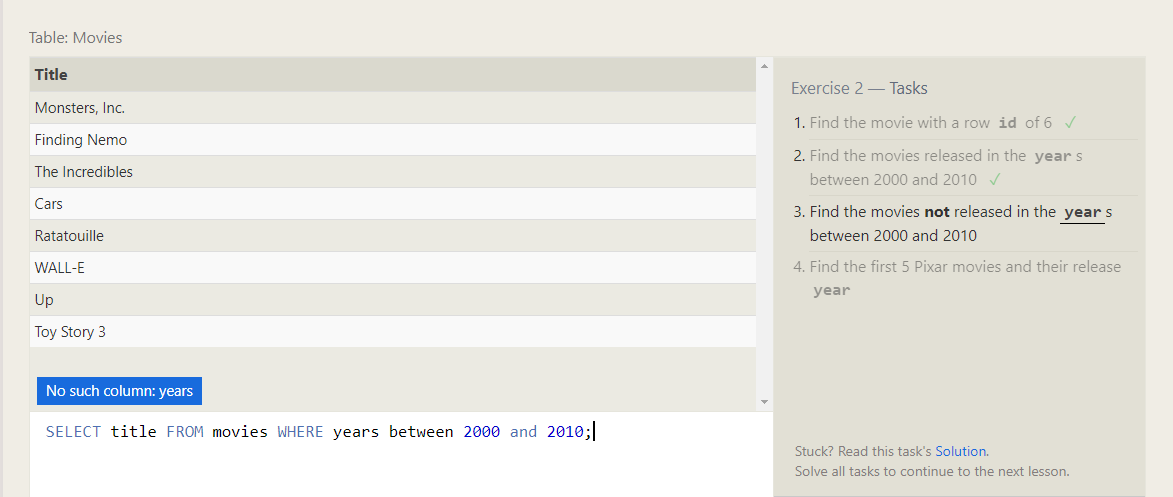 Table: Movies
Title
Monsters, Inc.
Finding Nemo
The Incredibles
Cars
Ratatouille
WALL-E
Up
Toy Story 3
No such column: years
SELECT title FROM movies WHERE years between 2000 and 2010;
Exercise 2 — Tasks
1. Find the movie with a row id of 6 ✓
2. Find the movies released in the year s
between 2000 and 2010 ✓
3. Find the movies not released in the year s
between 2000 and 2010
4. Find the first 5 Pixar movies and their release
year
Stuck? Read this task's Solution.
Solve all tasks to continue to the next lesson.